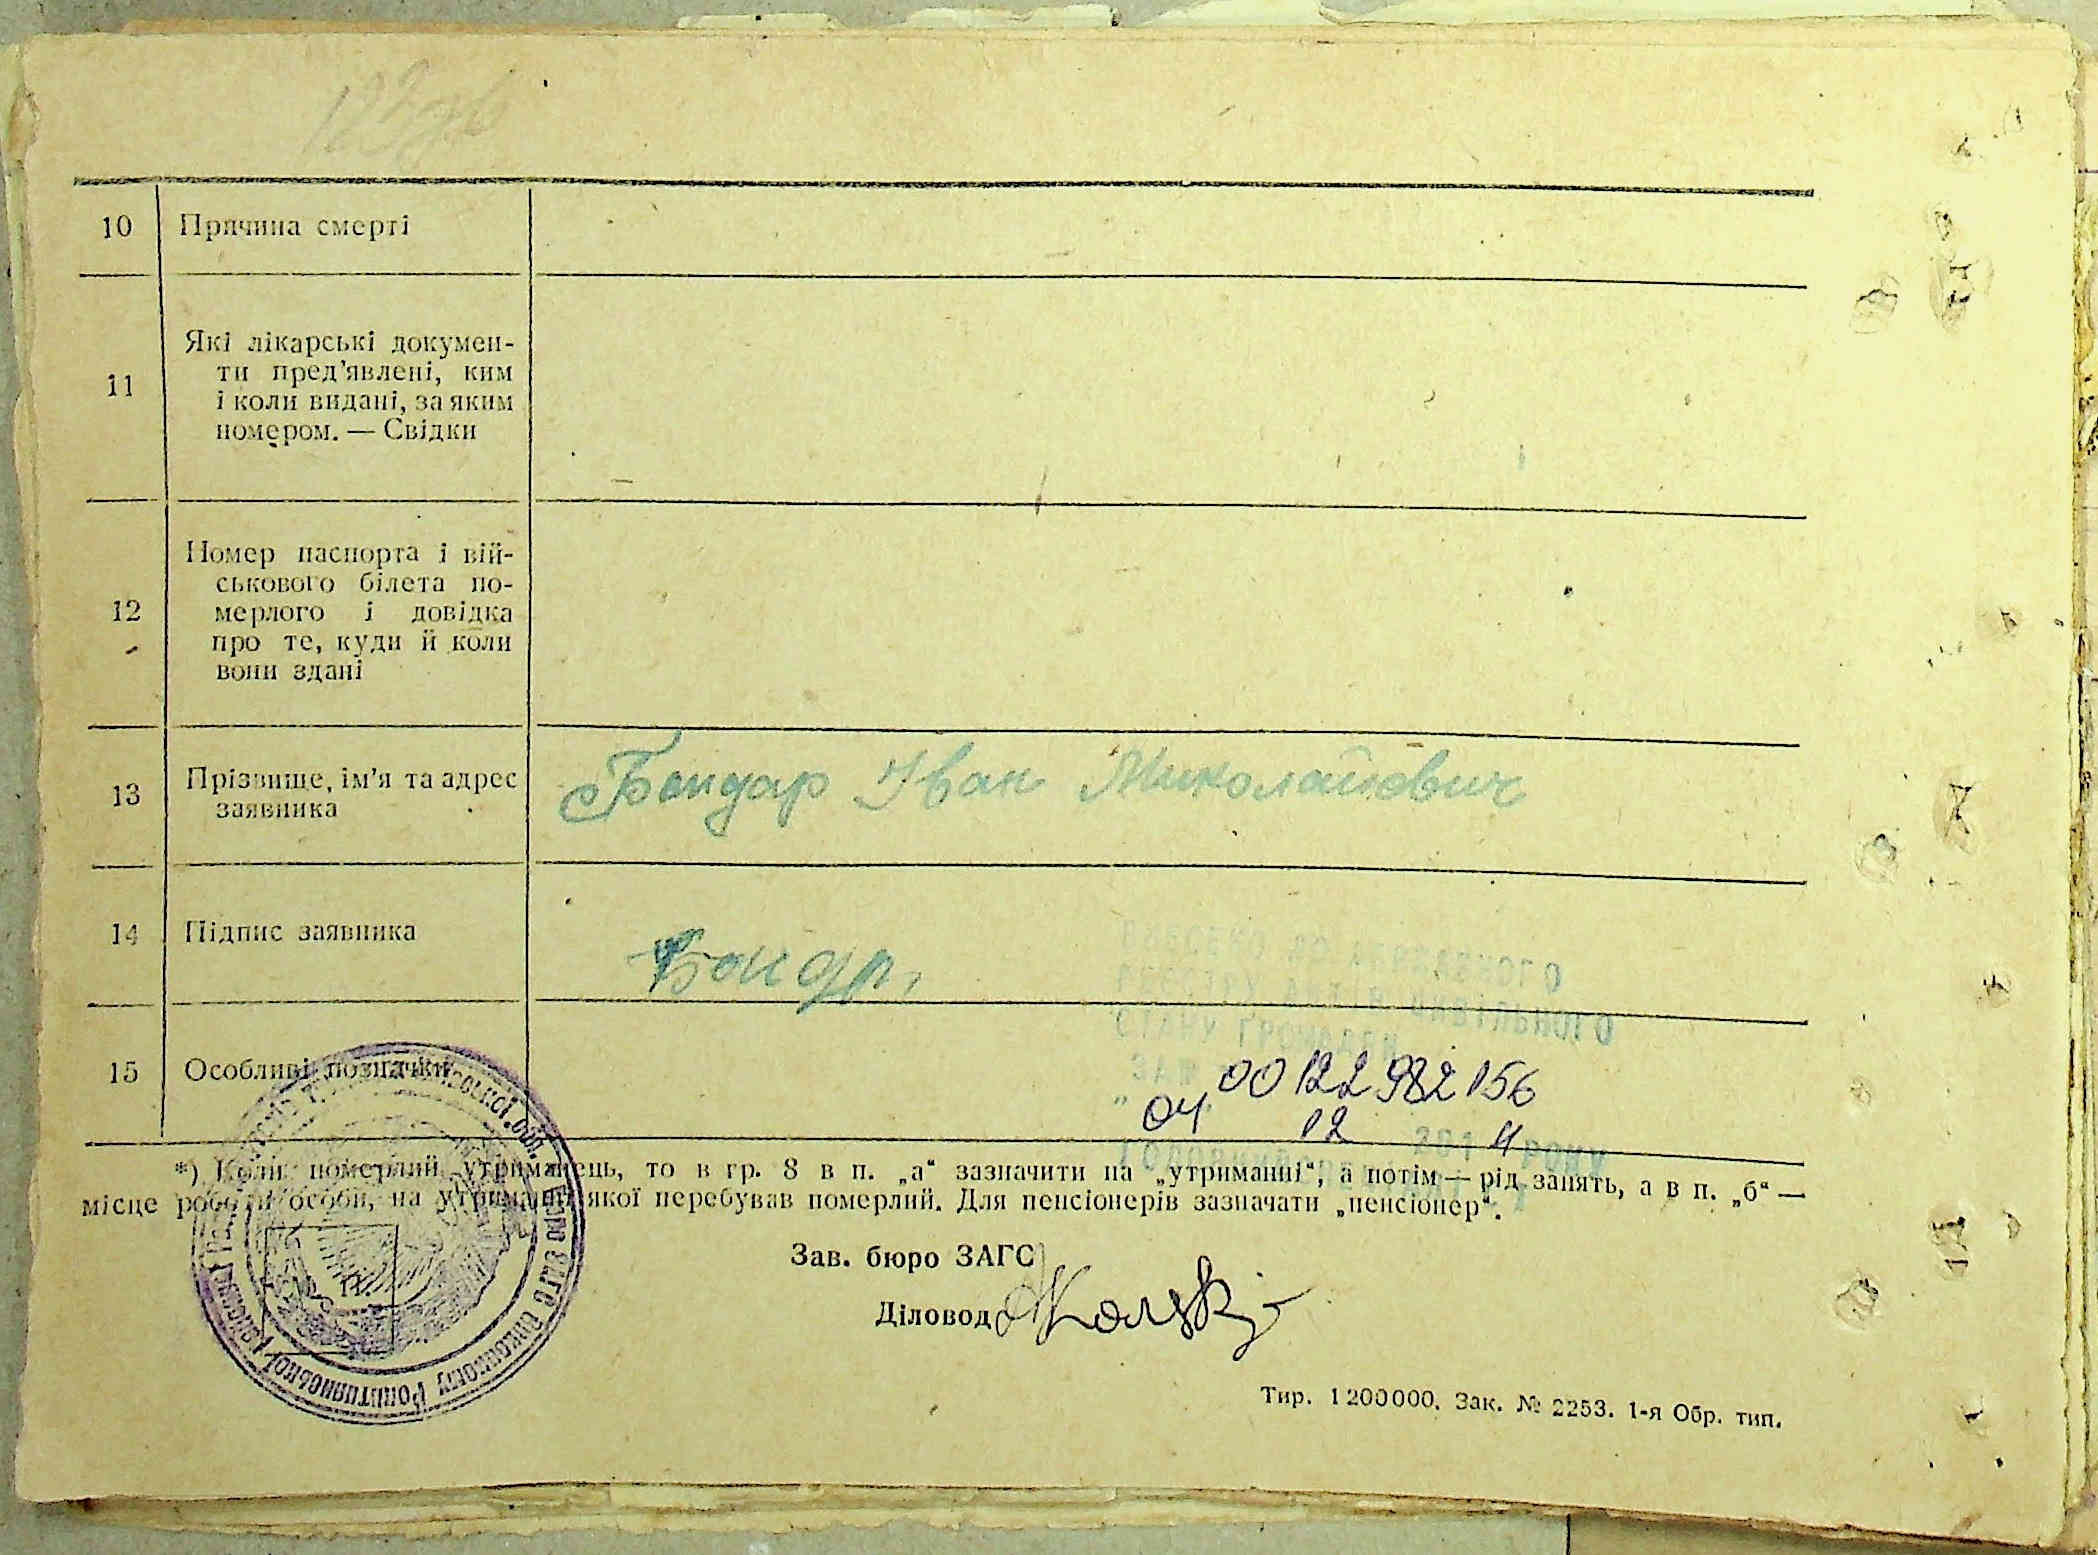 10 Причина смерті
11 Які лікарські докумен-
ти пред'явлені, ким
і коли видані, за яким
номером. — Свідки
12 Номер паспорта і вій-
ськового білета по-
мерлого і довідка
про те, куди й коли
вони здані
13 Прізвище, ім'я та адрес
заявника
Бондар Іван Миколайович
14 Підпис заявника
Бондр.
15 Особливі позначки
00122982156
04 12 2014 року
*) Коли померлий утриманець, то в гр. 8 в п. „а“ зазначити на „утриманні“, а потім — рід занять, а в п. „б“ —
місце роботи особи, на утриманні якої перебував померлий. Для пенсіонерів зазначати „пенсіонер“.
Зав. бюро ЗАГС
Діловод
Тир. 1200000. Зак. № 2253. 1-я Обр. тип.